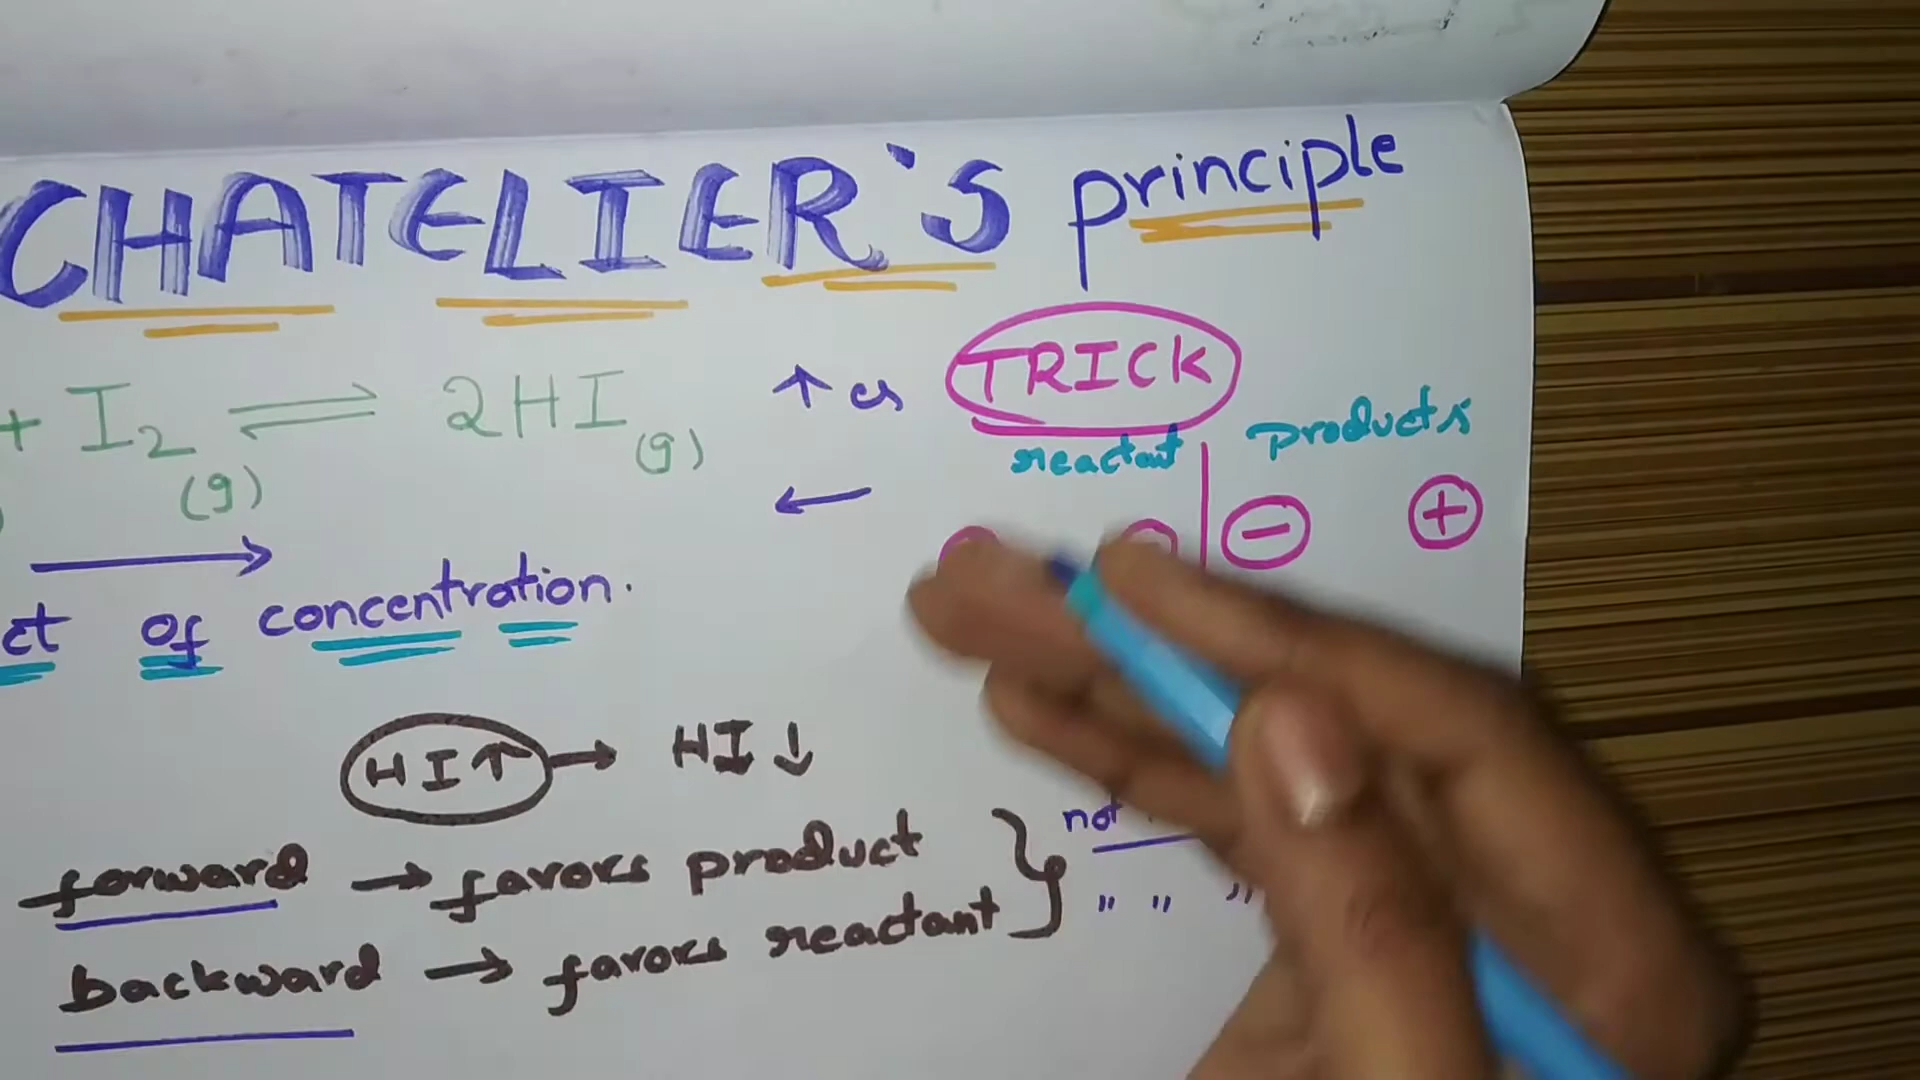 CHATELIER'S principle
+ I2 (g) ⇌ 2HI (g)
↑ es
TRICK
reactant | products
←
⊖ ⊕
→
ct of concentration.
HI↑ → HI↓
forward → favors product } not
backward → favors reactant } " " "